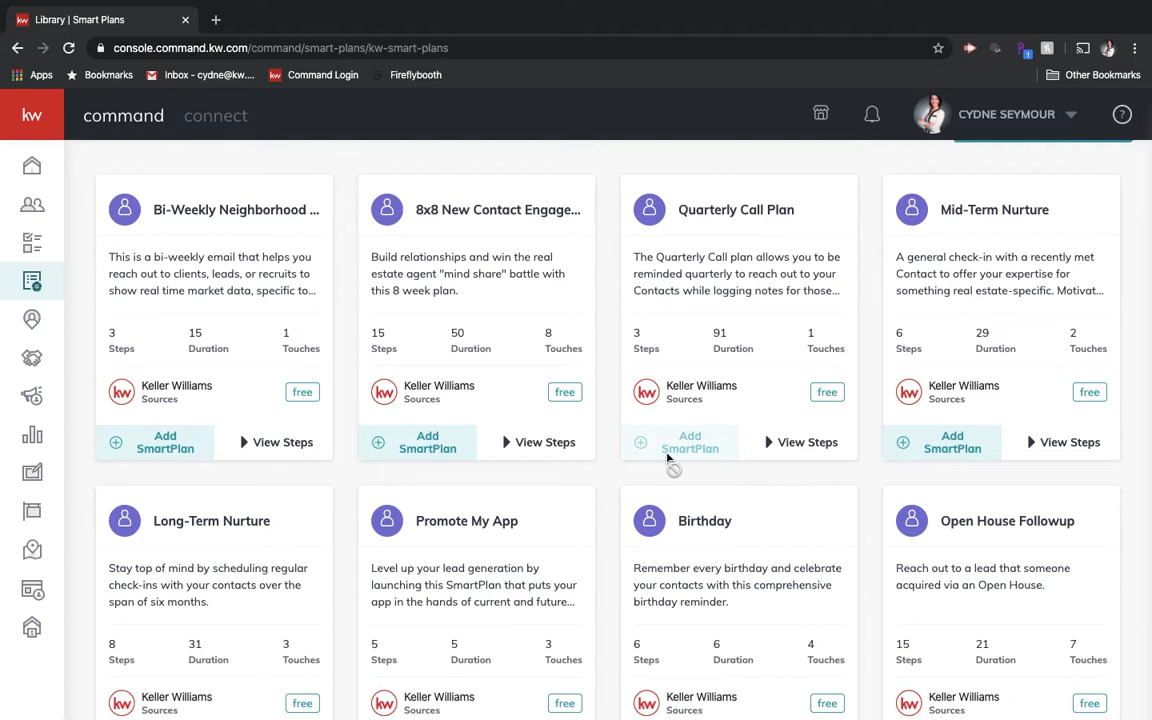 Library | Smart Plans
console.command.kw.com/command/smart-plans/kw-smart-plans
1
Apps
Bookmarks
Inbox - cydne@kw....
kw
Command Login
Fireflybooth
Other Bookmarks
kw
command
connect
CYDNE SEYMOUR
?
Bi-Weekly Neighborhood ...
This is a bi-weekly email that helps you
reach out to clients, leads, or recruits to
show real time market data, specific to...
3 15 1
Steps Duration Touches
kw
Keller Williams
Sources
free
Add
SmartPlan
View Steps
8x8 New Contact Engage...
Build relationships and win the real
estate agent "mind share" battle with
this 8 week plan.
15 50 8
Steps Duration Touches
kw
Keller Williams
Sources
free
Add
SmartPlan
View Steps
Quarterly Call Plan
The Quarterly Call plan allows you to be
reminded quarterly to reach out to your
Contacts while logging notes for those...
3 91 1
Steps Duration Touches
kw
Keller Williams
Sources
free
Add
SmartPlan
View Steps
Mid-Term Nurture
A general check-in with a recently met
Contact to offer your expertise for
something real estate-specific. Motivat...
6 29 2
Steps Duration Touches
kw
Keller Williams
Sources
free
Add
SmartPlan
View Steps
Long-Term Nurture
Stay top of mind by scheduling regular
check-ins with your contacts over the
span of six months.
8 31 3
Steps Duration Touches
kw
Keller Williams
Sources
free
Promote My App
Level up your lead generation by
launching this SmartPlan that puts your
app in the hands of current and future...
5 5 3
Steps Duration Touches
kw
Keller Williams
Sources
free
Birthday
Remember every birthday and celebrate
your contacts with this comprehensive
birthday reminder.
6 6 4
Steps Duration Touches
kw
Keller Williams
Sources
free
Open House Followup
Reach out to a lead that someone
acquired via an Open House.
15 21 7
Steps Duration Touches
kw
Keller Williams
Sources
free